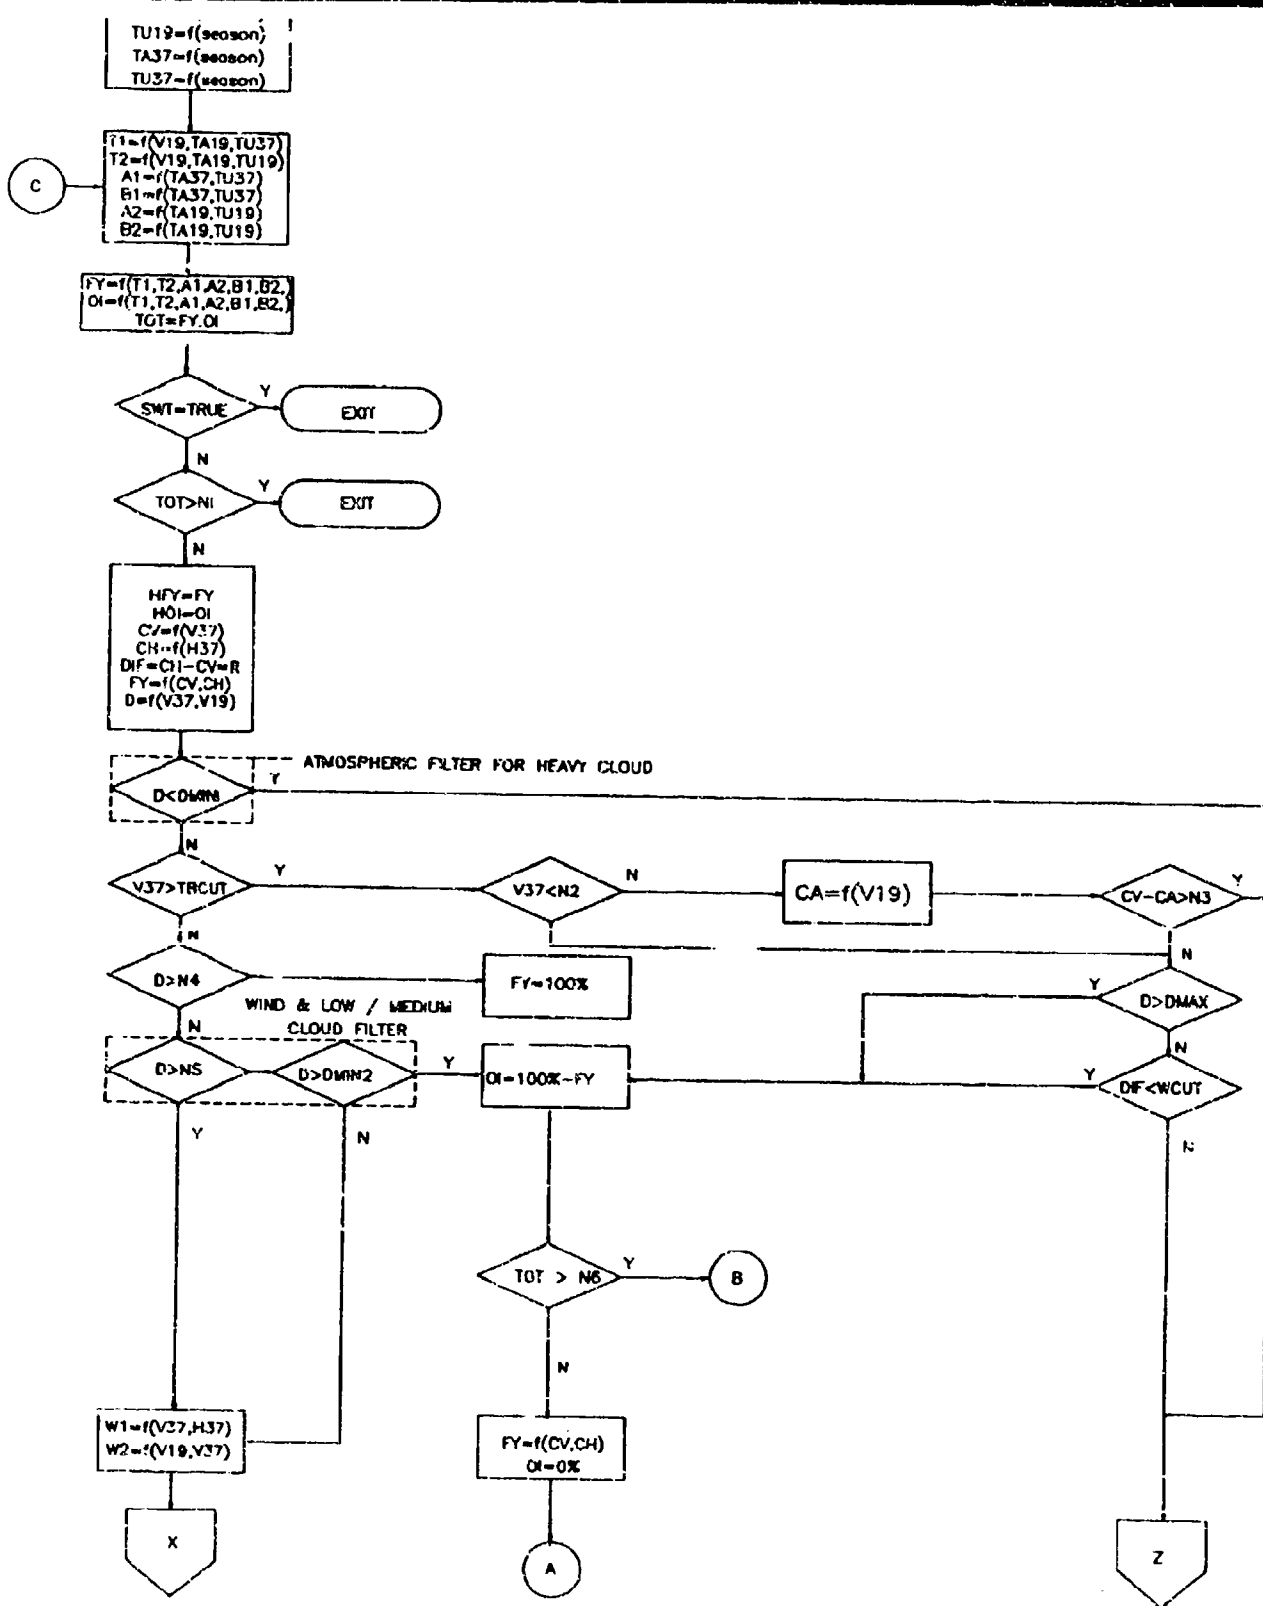 TU19=f(season)
TA37=f(season)
TU37=f(season)
T1=f(V19,TA19,TU37)
T2=f(V19,TA19,TU19)
A1=f(TA37,TU37)
B1=f(TA37,TU37)
A2=f(TA19,TU19)
B2=f(TA19,TU19)
C
FY=f(T1,T2,A1,A2,B1,B2,)
OI=f(T1,T2,A1,A2,B1,B2,)
TOT=FY.OI
SWT=TRUE
Y
EXIT
N
TOT>N1
Y
EXIT
N
HFY=FY
HOI=OI
CV=f(V37)
CH=f(H37)
DIF=CH-CV=R
FY=f(CV,CH)
D=f(V37,V19)
ATMOSPHERIC FILTER FOR HEAVY CLOUD
D<DMIN1
Y
N
V37>TRCUT
Y
V37<N2
N
CA=f(V19)
CV-CA>N3
Y
N
N
D>N4
FY=100%
Y
D>DMAX
WIND & LOW / MEDIUM
CLOUD FILTER
N
N
D>N5
D>DMIN2
Y
OI=100%-FY
Y
DIF<WCUT
Y
N
N
TOT > N6
Y
B
N
W1=f(V37,H37)
W2=f(V19,V37)
FY=f(CV,CH)
OI=0%
X
A
Z